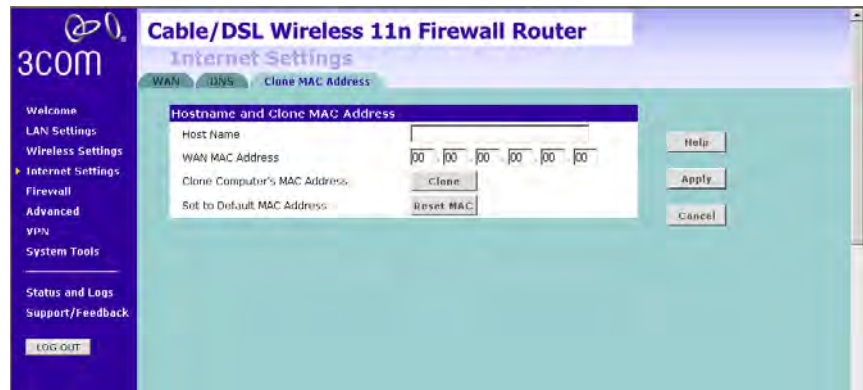 3COM
Cable/DSL Wireless 11n Firewall Router
Internet Settings
WAN
DNS
Clone MAC Address
Welcome
LAN Settings
Wireless Settings
Internet Settings
Firewall
Advanced
VPN
System Tools
Status and Logs
Support/Feedback
LOG OUT
Hostname and Clone MAC Address
Host Name
WAN MAC Address 00 . 00 . 00 . 00 . 00 . 00
Clone Computer's MAC Address Clone
Set to Default MAC Address Reset MAC
Help
Apply
Cancel